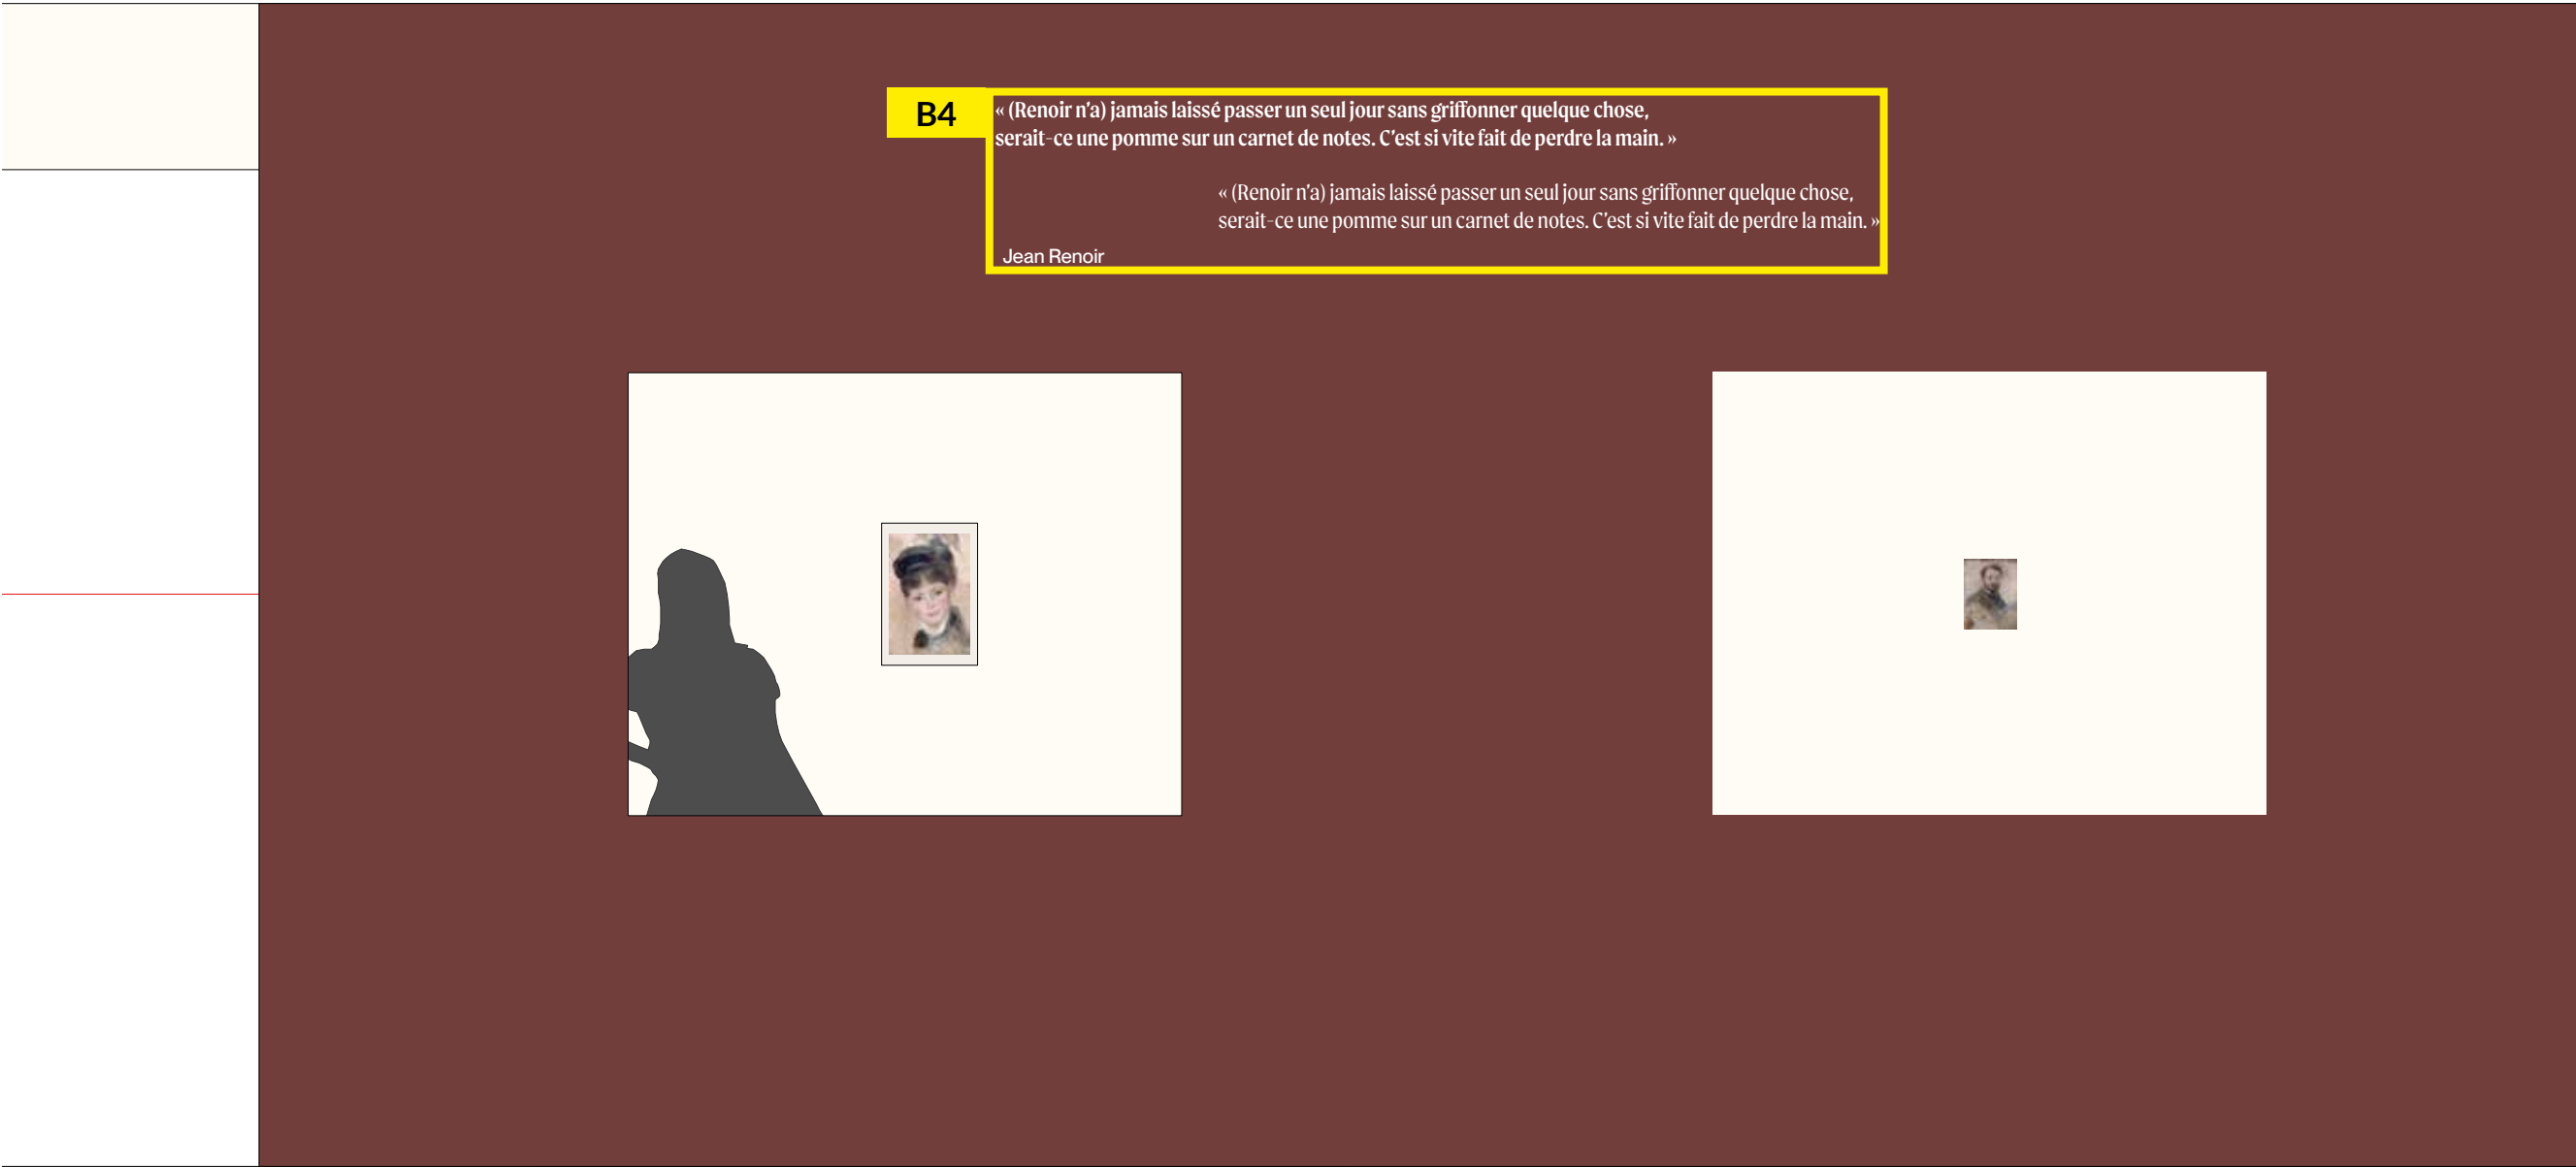 B4
« (Renoir n’a) jamais laissé passer un seul jour sans griffonner quelque chose,
serait-ce une pomme sur un carnet de notes. C’est si vite fait de perdre la main. »
« (Renoir n’a) jamais laissé passer un seul jour sans griffonner quelque chose,
serait-ce une pomme sur un carnet de notes. C’est si vite fait de perdre la main. »
Jean Renoir